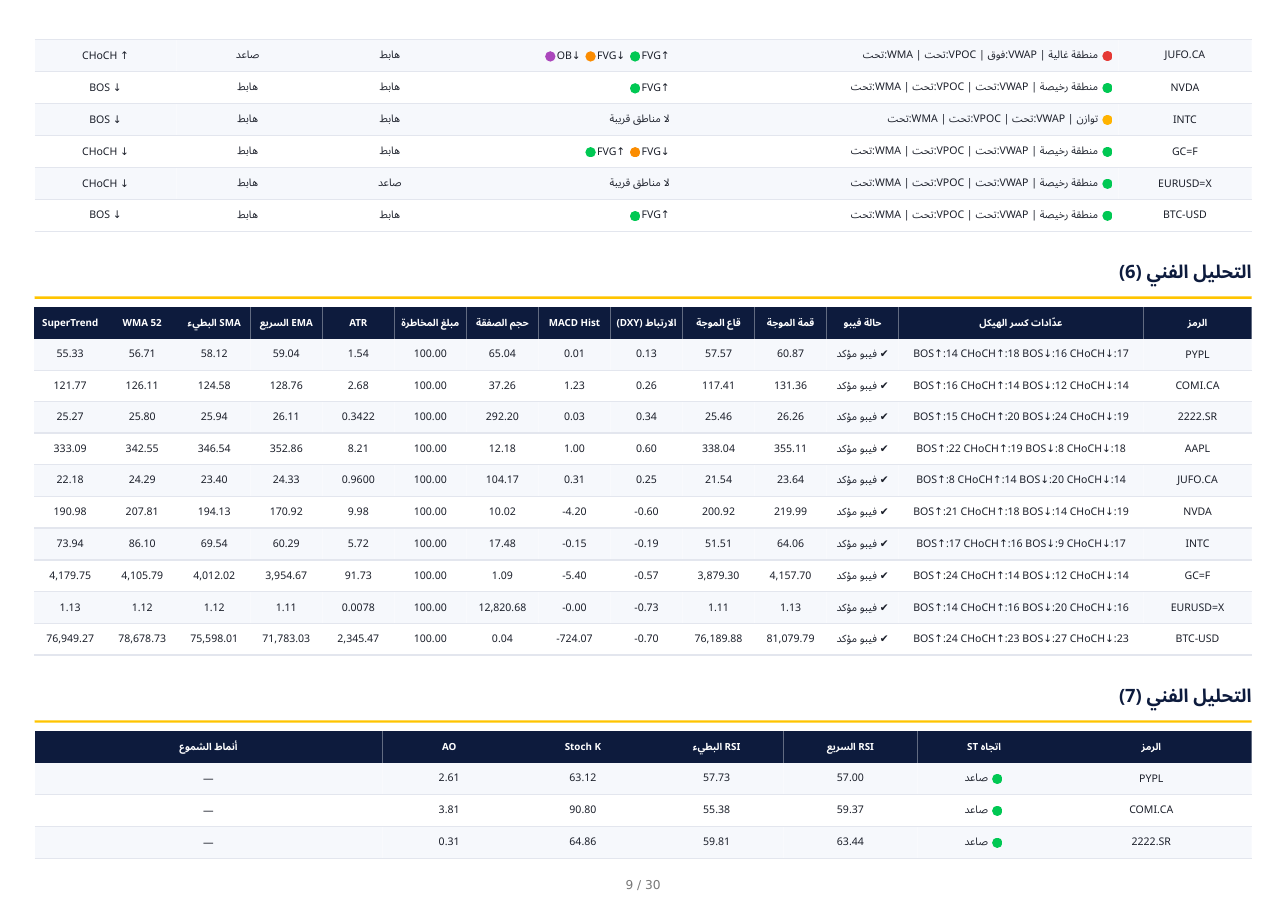 JUFO.CA 🔴 منطقة غالية | VWAP:فوق | VPOC:تحت | WMA:تحت 🟢FVG↑ 🟠FVG↓ 🟣OB↓ هابط صاعد CHoCH ↑
NVDA 🟢 منطقة رخيصة | VWAP:تحت | VPOC:تحت | WMA:تحت 🟢FVG↑ هابط هابط BOS ↓
INTC 🟡 توازن | VWAP:تحت | VPOC:تحت | WMA:تحت لا مناطق قريبة هابط هابط BOS ↓
GC=F 🟢 منطقة رخيصة | VWAP:تحت | VPOC:تحت | WMA:تحت 🟠FVG↓ 🟢FVG↑ هابط هابط CHoCH ↓
EURUSD=X 🟢 منطقة رخيصة | VWAP:تحت | VPOC:تحت | WMA:تحت لا مناطق قريبة صاعد هابط CHoCH ↓
BTC-USD 🟢 منطقة رخيصة | VWAP:تحت | VPOC:تحت | WMA:تحت 🟢FVG↑ هابط هابط BOS ↓
التحليل الفني (6)
الرمز عدّادات كسر الهيكل حالة فيبو قمة الموجة قاع الموجة الارتباط (DXY) MACD Hist حجم الصفقة مبلغ المخاطرة ATR EMA السريع SMA البطيء WMA 52 SuperTrend
PYPL BOS↑:14 CHoCH↑:18 BOS↓:16 CHoCH↓:17 ✔ فيبو مؤكد 60.87 57.57 0.13 0.01 65.04 100.00 1.54 59.04 58.12 56.71 55.33
COMI.CA BOS↑:16 CHoCH↑:14 BOS↓:12 CHoCH↓:14 ✔ فيبو مؤكد 131.36 117.41 0.26 1.23 37.26 100.00 2.68 128.76 124.58 126.11 121.77
2222.SR BOS↑:15 CHoCH↑:20 BOS↓:24 CHoCH↓:19 ✔ فيبو مؤكد 26.26 25.46 0.34 0.03 292.20 100.00 0.3422 26.11 25.94 25.80 25.27
AAPL BOS↑:22 CHoCH↑:19 BOS↓:8 CHoCH↓:18 ✔ فيبو مؤكد 355.11 338.04 0.60 1.00 12.18 100.00 8.21 352.86 346.54 342.55 333.09
JUFO.CA BOS↑:8 CHoCH↑:14 BOS↓:20 CHoCH↓:14 ✔ فيبو مؤكد 23.64 21.54 0.25 0.31 104.17 100.00 0.9600 24.33 23.40 24.29 22.18
NVDA BOS↑:21 CHoCH↑:18 BOS↓:14 CHoCH↓:19 ✔ فيبو مؤكد 219.99 200.92 -0.60 -4.20 10.02 100.00 9.98 170.92 194.13 207.81 190.98
INTC BOS↑:17 CHoCH↑:16 BOS↓:9 CHoCH↓:17 ✔ فيبو مؤكد 64.06 51.51 -0.19 -0.15 17.48 100.00 5.72 60.29 69.54 86.10 73.94
GC=F BOS↑:24 CHoCH↑:14 BOS↓:12 CHoCH↓:14 ✔ فيبو مؤكد 4,157.70 3,879.30 -0.57 -5.40 1.09 100.00 91.73 3,954.67 4,012.02 4,105.79 4,179.75
EURUSD=X BOS↑:14 CHoCH↑:16 BOS↓:20 CHoCH↓:16 ✔ فيبو مؤكد 1.13 1.11 -0.73 -0.00 12,820.68 100.00 0.0078 1.11 1.12 1.12 1.13
BTC-USD BOS↑:24 CHoCH↑:23 BOS↓:27 CHoCH↓:23 ✔ فيبو مؤكد 81,079.79 76,189.88 -0.70 -724.07 0.04 100.00 2,345.47 71,783.03 75,598.01 78,678.73 76,949.27
التحليل الفني (7)
الرمز اتجاه ST RSI السريع RSI البطيء Stoch K AO أنماط الشموع
PYPL 🟢 صاعد 57.00 57.73 63.12 2.61 —
COMI.CA 🟢 صاعد 59.37 55.38 90.80 3.81 —
2222.SR 🟢 صاعد 63.44 59.81 64.86 0.31 —
9 / 30